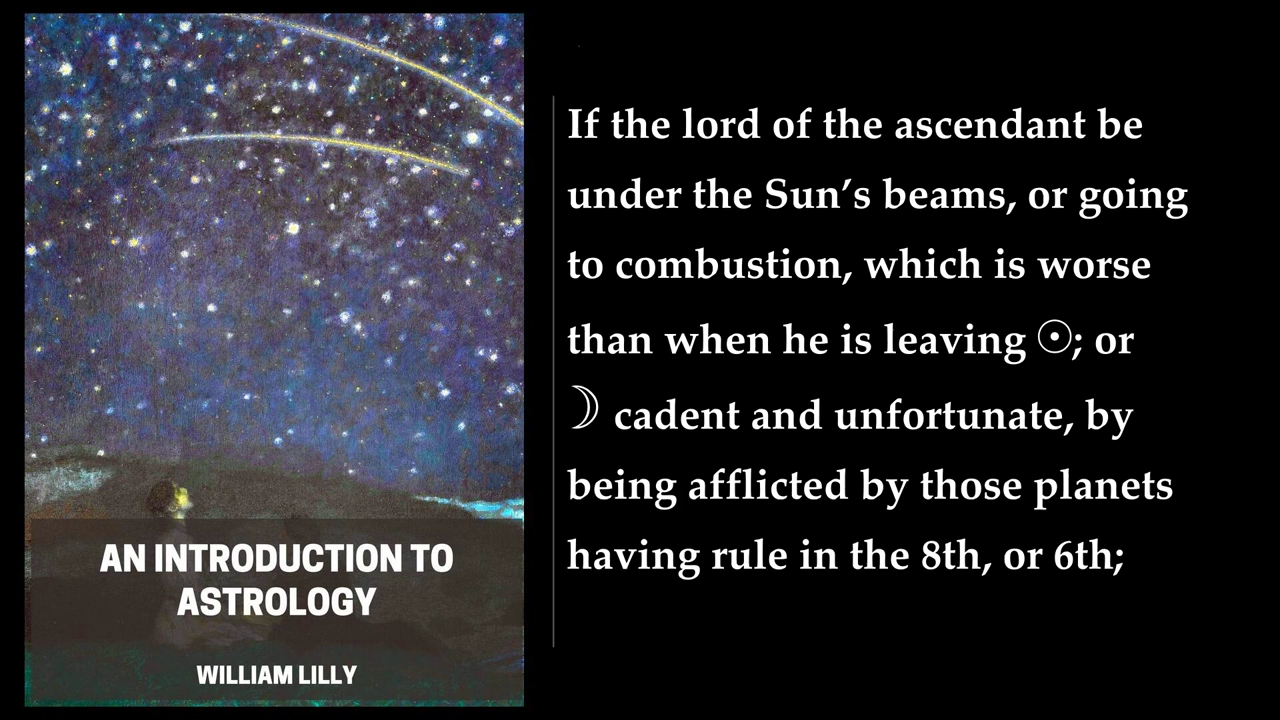 AN INTRODUCTION TO
ASTROLOGY
WILLIAM LILLY
If the lord of the ascendant be
under the Sun’s beams, or going
to combustion, which is worse
than when he is leaving ☉; or
☽ cadent and unfortunate, by
being afflicted by those planets
having rule in the 8th, or 6th;